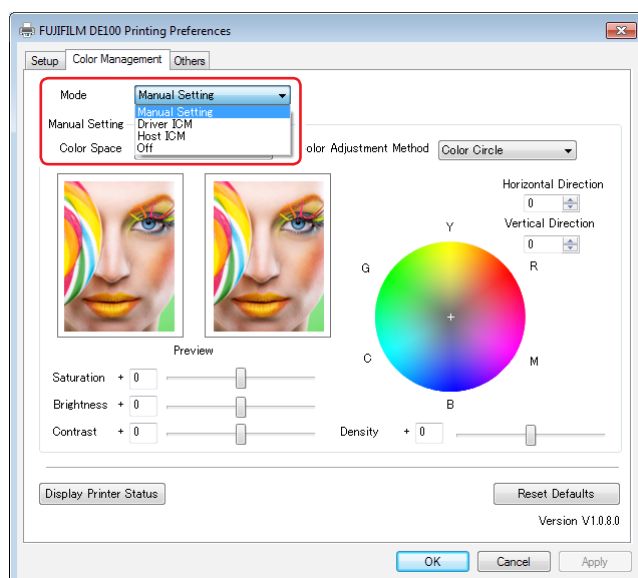 FUJIFILM DE100 Printing Preferences
Setup Color Management Others
Mode Manual Setting
Manual Setting
Driver ICM
Host ICM
Off
Manual Setting
Color Space
olor Adjustment Method Color Circle
Horizontal Direction
0
Vertical Direction
0
Y
G R
C M
B
Preview
Saturation + 0
Brightness + 0
Contrast + 0
Density + 0
Display Printer Status Reset Defaults
Version V1.0.8.0
OK Cancel Apply